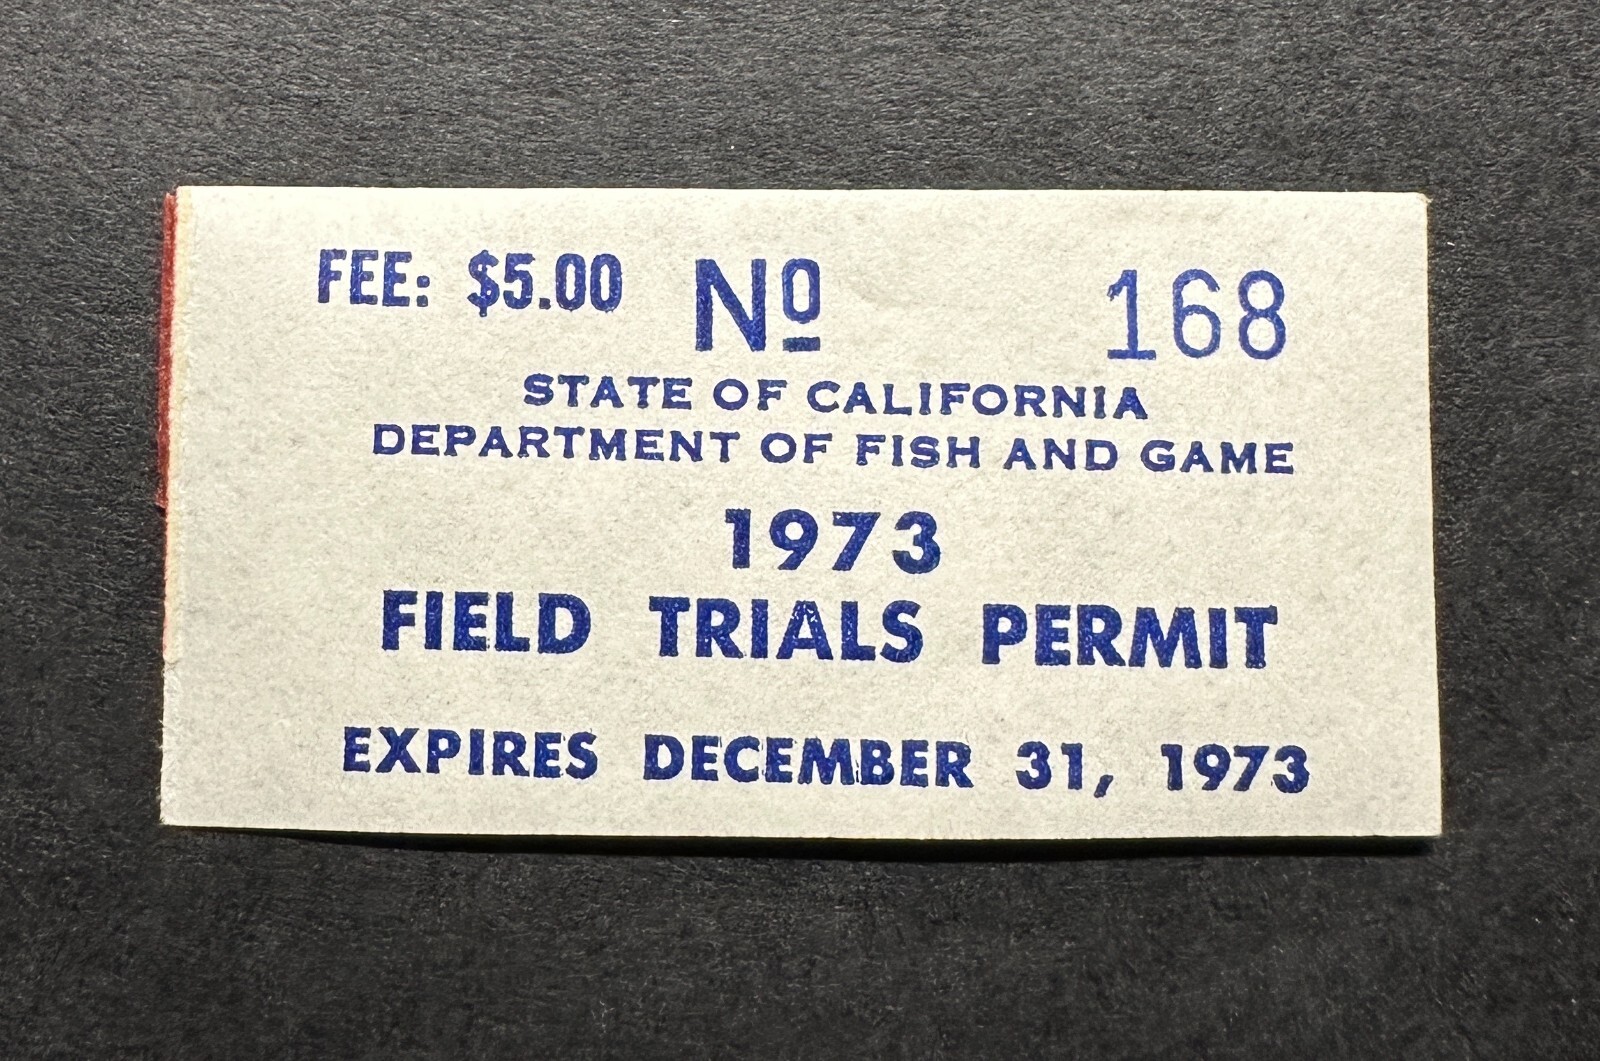 FEE: $5.00 Nº 168
STATE OF CALIFORNIA
DEPARTMENT OF FISH AND GAME
1973
FIELD TRIALS PERMIT
EXPIRES DECEMBER 31, 1973